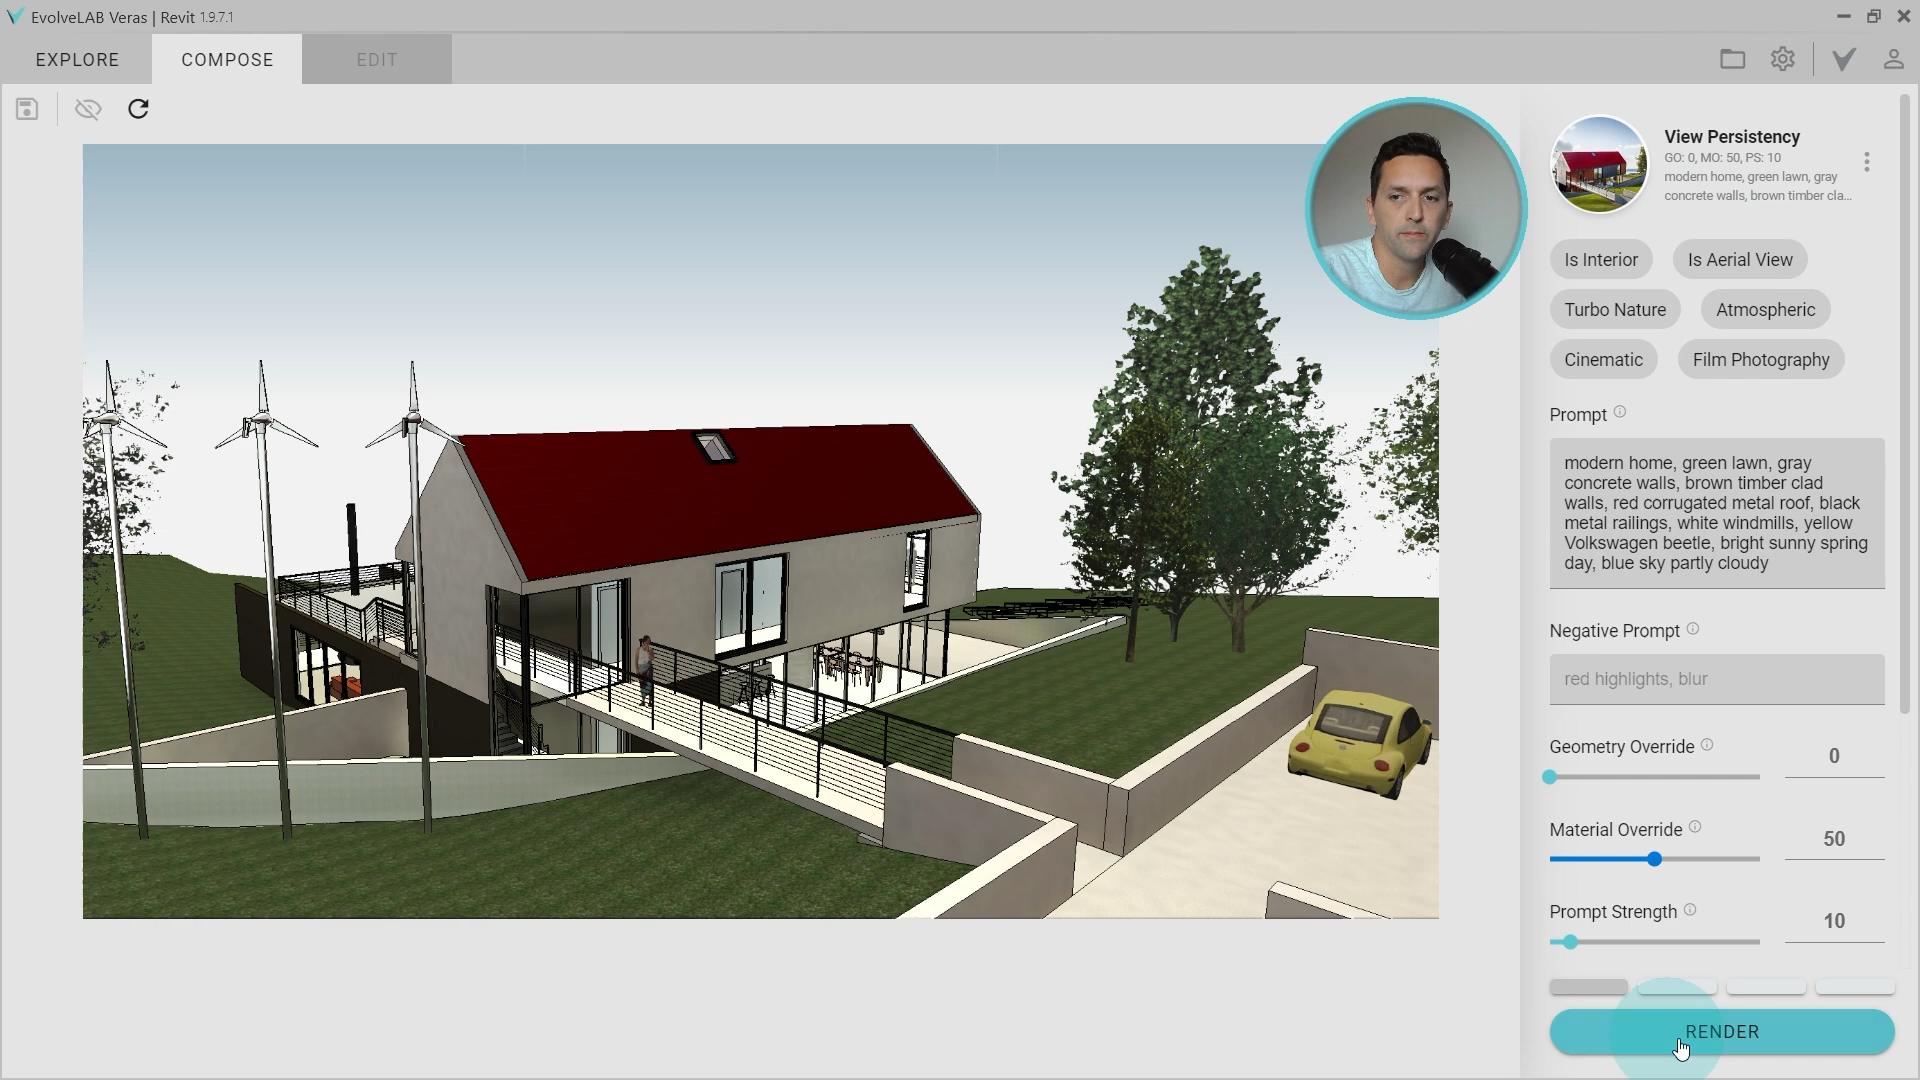 EvolveLAB Veras | Revit 1.9.7.1
EXPLORE
COMPOSE
EDIT
View Persistency
GO: 0, MO: 50, PS: 10
modern home, green lawn, gray
concrete walls, brown timber cla...
Is Interior
Is Aerial View
Turbo Nature
Atmospheric
Cinematic
Film Photography
Prompt
modern home, green lawn, gray
concrete walls, brown timber clad
walls, red corrugated metal roof, black
metal railings, white windmills, yellow
Volkswagen beetle, bright sunny spring
day, blue sky partly cloudy
Negative Prompt
red highlights, blur
Geometry Override
0
Material Override
50
Prompt Strength
10
RENDER